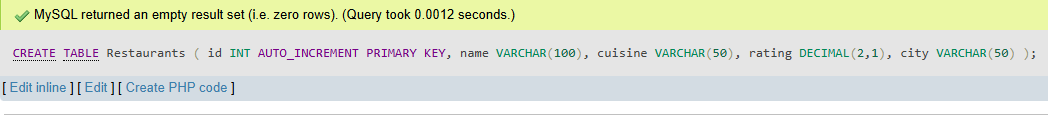 MySQL returned an empty result set (i.e. zero rows). (Query took 0.0012 seconds.)
CREATE TABLE Restaurants ( id INT AUTO_INCREMENT PRIMARY KEY, name VARCHAR(100), cuisine VARCHAR(50), rating DECIMAL(2,1), city VARCHAR(50) );
[ Edit inline ] [ Edit ] [ Create PHP code ]